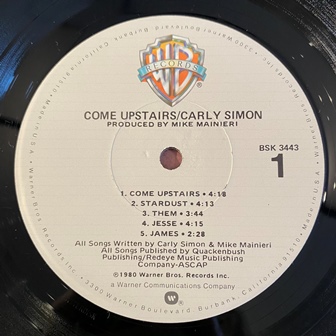 WB
RECORDS
COME UPSTAIRS/CARLY SIMON
PRODUCED BY MIKE MAINIERI
BSK 3443
1
1. COME UPSTAIRS • 4:18
2. STARDUST • 4:13
3. THEM • 3:44
4. JESSE • 4:15
5. JAMES • 2:28
All Songs Written by Carly Simon & Mike Mainieri
All Songs Published by Quackenbush
Publishing/Redeye Music Publishing
Company-ASCAP
©1980 Warner Bros. Records Inc.
a Warner Communications Company
W